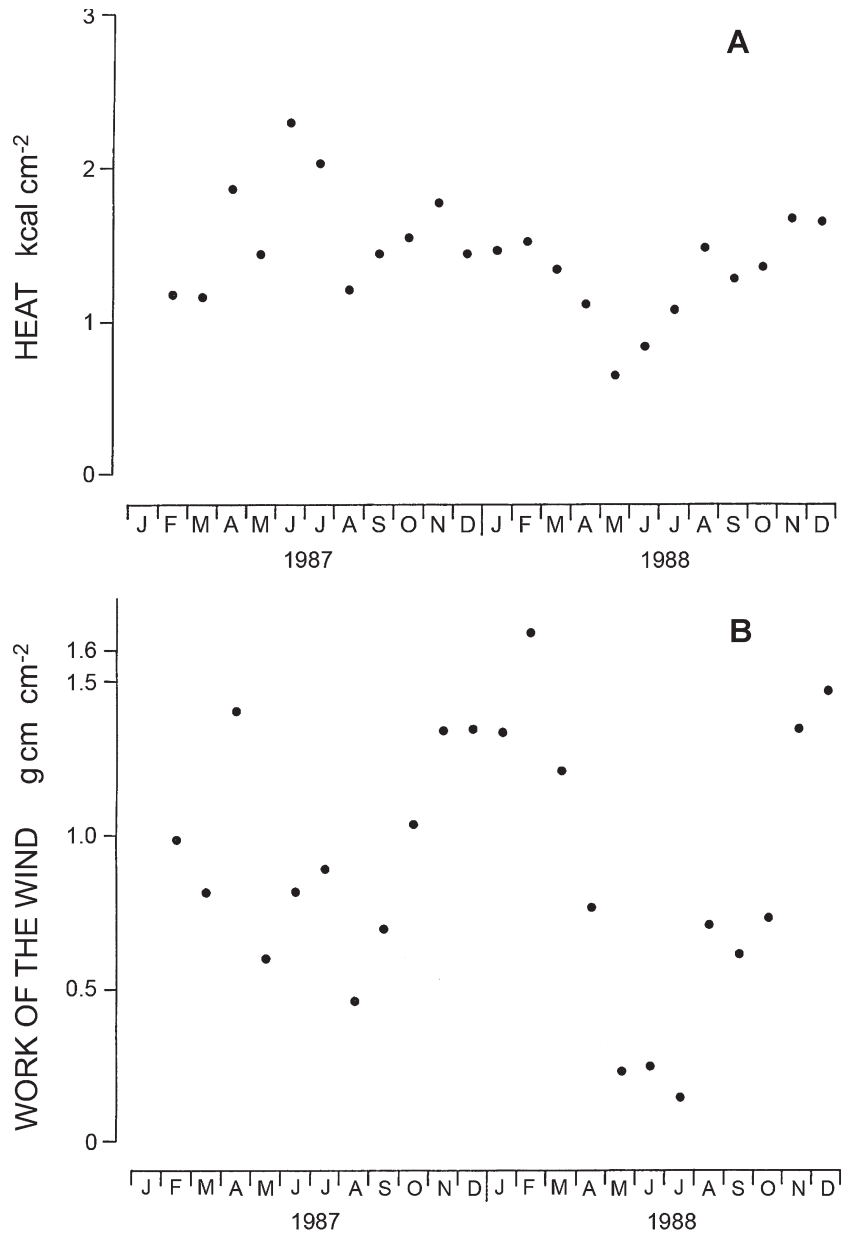 3
A
HEAT kcal cm-2
2
1
0
J F M A M J J A S O N D J F M A M J J A S O N D
1987 1988
B
WORK OF THE WIND g cm cm-2
1.6
1.5
1.0
0.5
0
J F M A M J J A S O N D J F M A M J J A S O N D
1987 1988